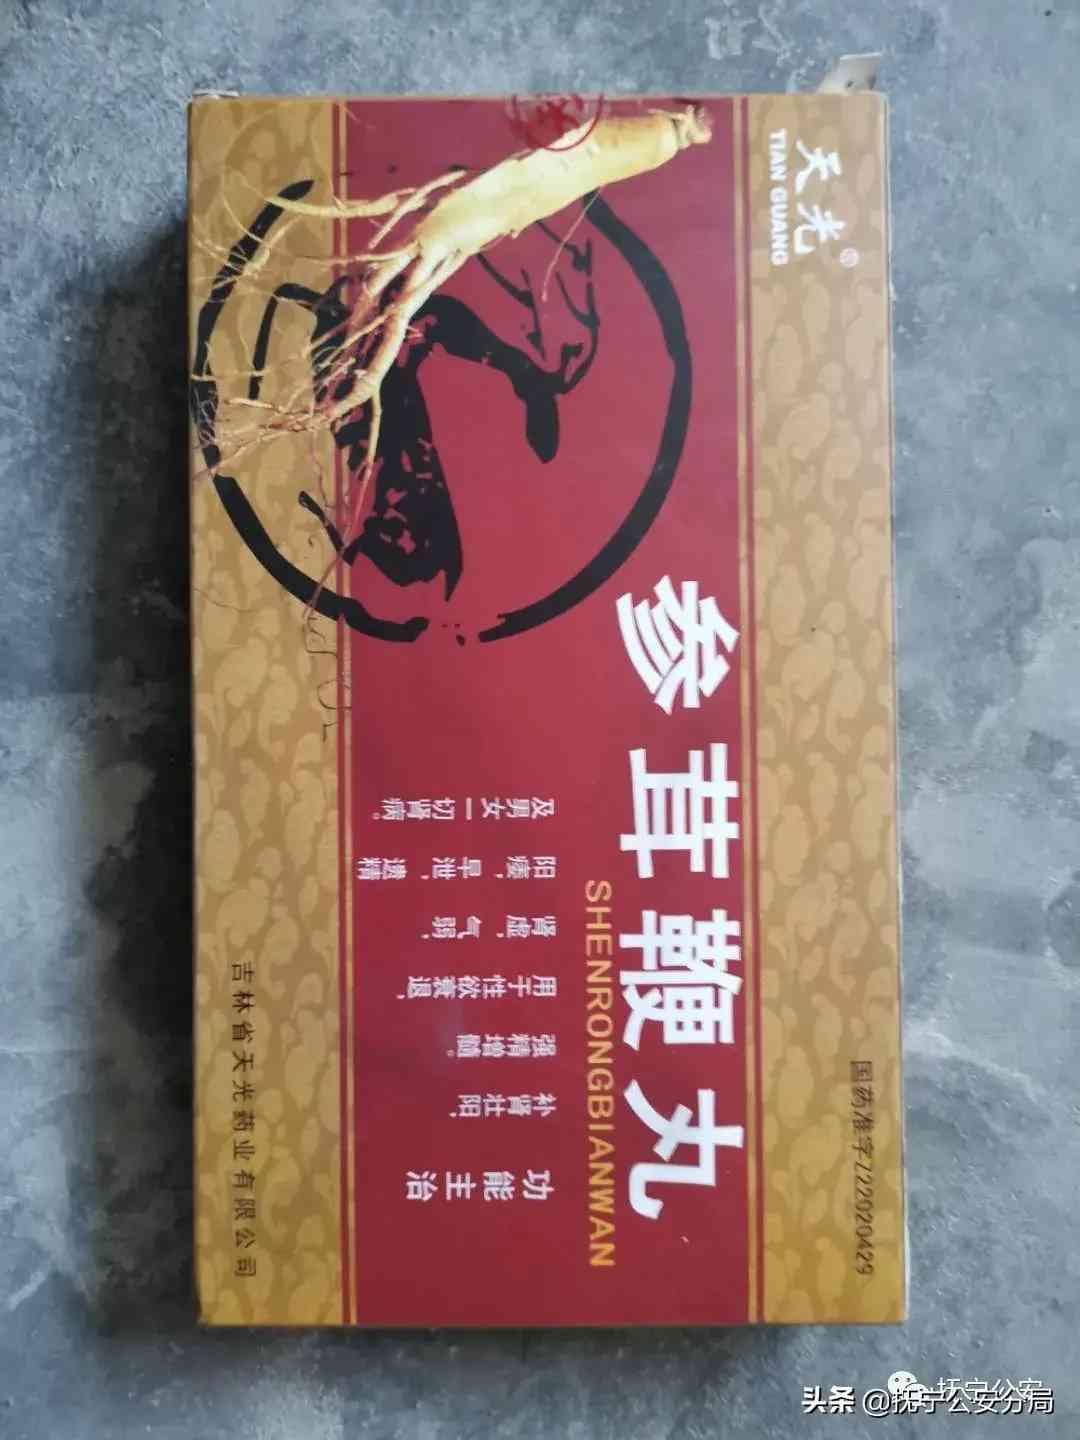 天光
TIAN GUANG
国药准字Z22020429
参茸鞭丸
SHENRONGBIANWAN
功能主治
补肾壮阳，
强精增髓。
用于性欲衰退，
肾虚，气弱，
阳痿，早泄，遗精
及男女一切肾病。
吉林省天光药业有限公司
抚宁公安
头条 @抚宁公安分局